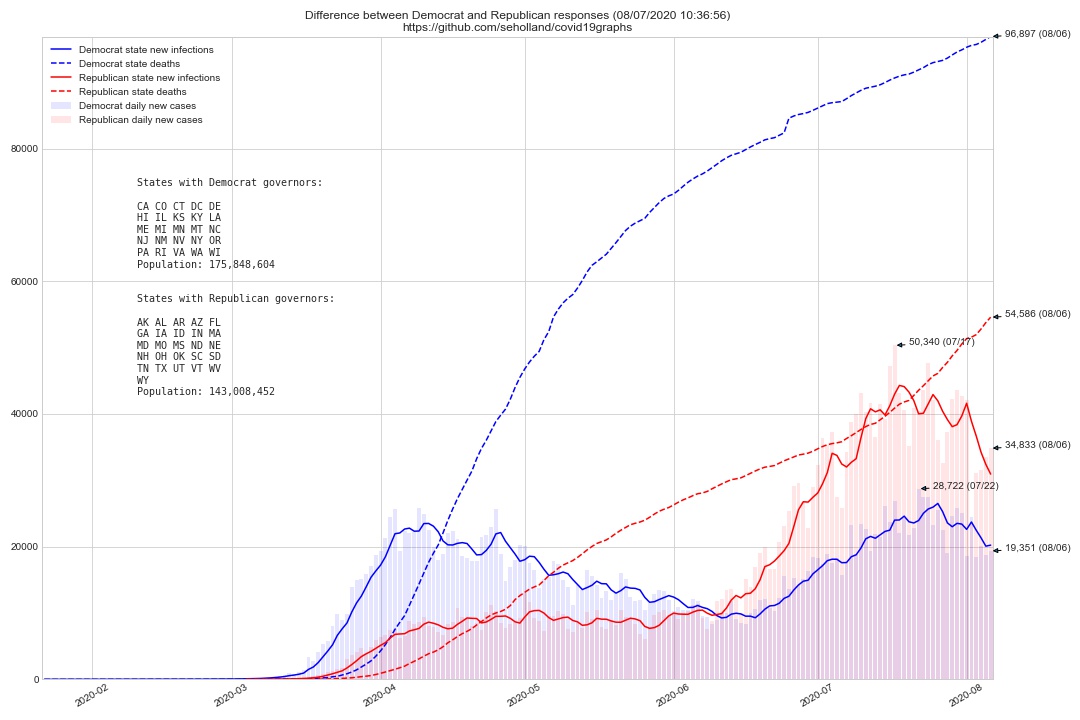 Difference between Democrat and Republican responses (08/07/2020 10:36:56)
https://github.com/seholland/covid19graphs
Democrat state new infections
Democrat state deaths
Republican state new infections
Republican state deaths
Democrat daily new cases
Republican daily new cases
States with Democrat governors:
CA CO CT DC DE
HI IL KS KY LA
ME MI MN MT NC
NJ NM NV NY OR
PA RI VA WA WI
Population: 175,848,604
States with Republican governors:
AK AL AR AZ FL
GA IA ID IN MA
MD MO MS ND NE
NH OH OK SC SD
TN TX UT VT WV
WY
Population: 143,008,452
96,897 (08/06)
54,586 (08/06)
50,340 (07/17)
34,833 (08/06)
28,722 (07/22)
19,351 (08/06)
80000
60000
40000
20000
0
2020-02
2020-03
2020-04
2020-05
2020-06
2020-07
2020-08